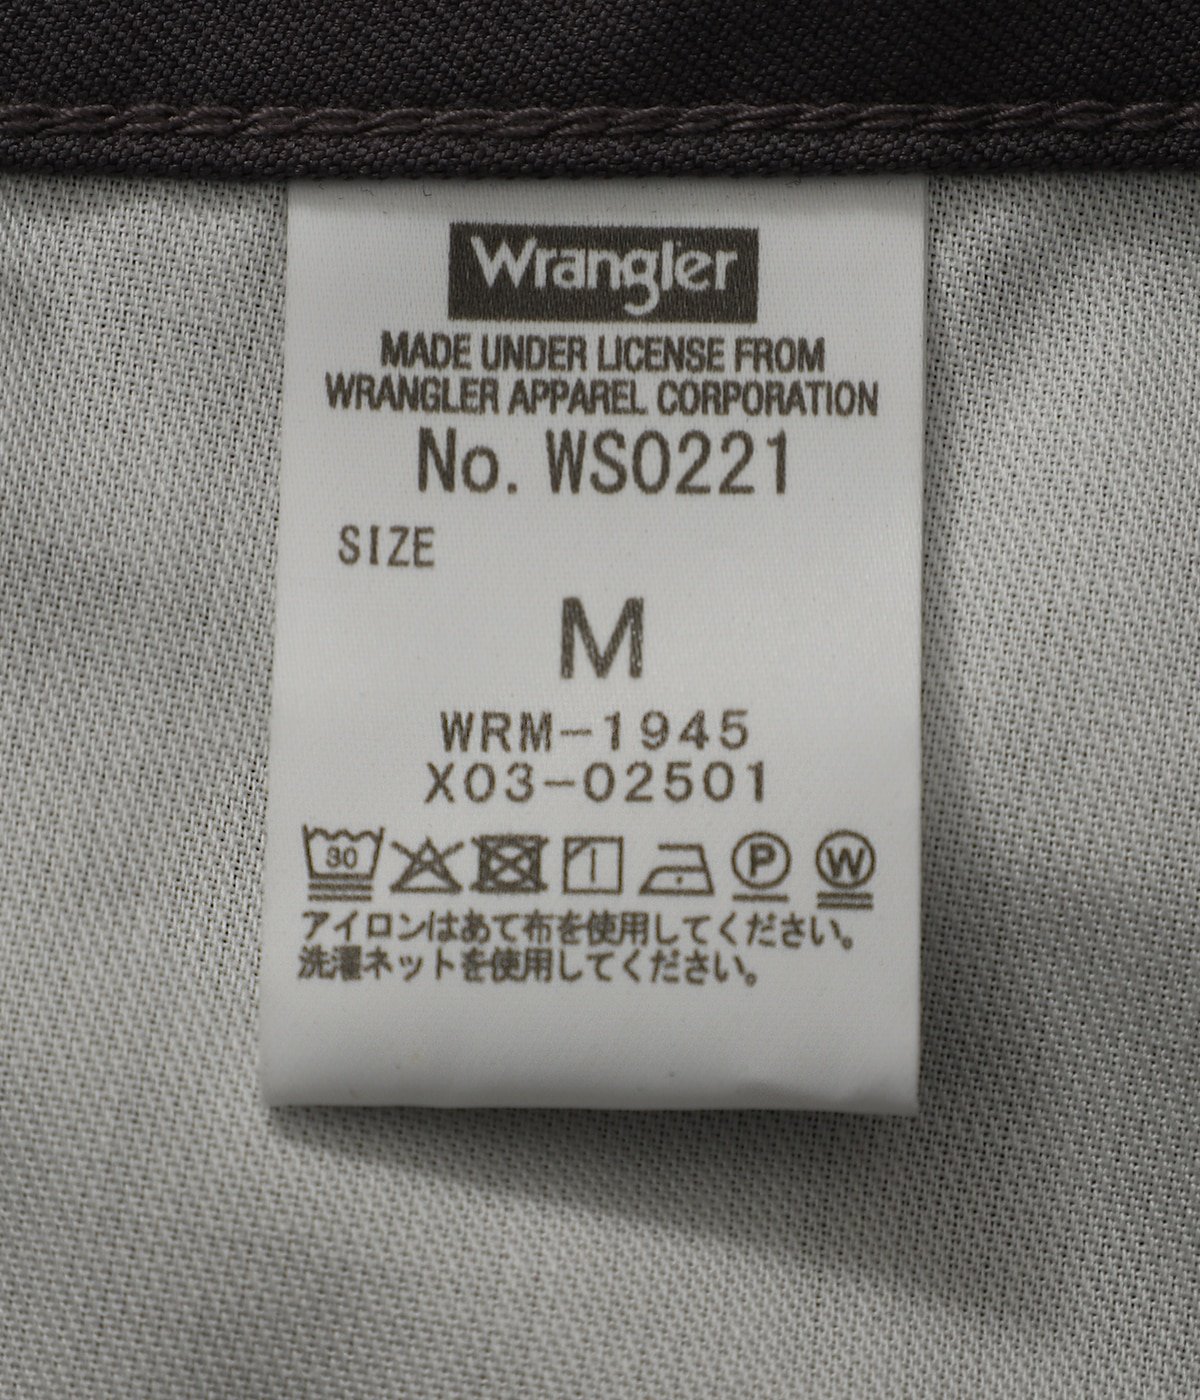 Wrangler
MADE UNDER LICENSE FROM
WRANGLER APPAREL CORPORATION
No. WS0221
SIZE
M
WRM-1945
X03-02501
30 P W
アイロンはあて布を使用してください。
洗濯ネットを使用してください。